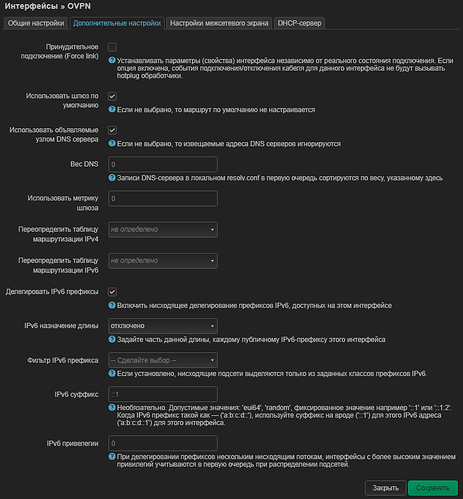 Интерфейсы » OVPN
Общие настройки
Дополнительные настройки
Настройки межсетевого экрана
DHCP-сервер
Принудительное
подключение (Force link)
Устанавливать параметры (свойства) интерфейса независимо от реального состояния подключения. Если
опция включена, события подключения/отключения кабеля для данного интерфейса не будут вызывать
hotplug обработчики.
Использовать шлюз по
умолчанию
Если не выбрано, то маршрут по умолчанию не настраивается
Использовать объявляемые
узлом DNS сервера
Если не выбрано, то извещаемые адреса DNS серверов игнорируются
Вес DNS
0
Записи DNS-сервера в локальном resolv.conf в первую очередь сортируются по весу, указанному здесь
Использовать метрику
шлюза
0
Переопределить таблицу
маршрутизации IPv4
не определено
Переопределить таблицу
маршрутизации IPv6
не определено
Делегировать IPv6 префиксы
Включить нисходящее делегирование префиксов IPv6, доступных на этом интерфейсе
IPv6 назначение длины
отключено
Задайте часть данной длины, каждому публичному IPv6-префиксу этого интерфейса
Фильтр IPv6 префикса
-- Сделайте выбор --
Если установлено, нисходящие подсети выделяются только из заданных классов префиксов IPv6.
IPv6 суффикс
::1
Необязательно. Допустимые значения: 'eui64', 'random', фиксированное значение например '::1' или '::1:2'.
Когда IPv6 префикс такой как — ('a:b:c:d::'), используйте суффикс на вроде ('::1') для этого IPv6 адреса
('a:b:c:d::1') для этого интерфейса.
IPv6 привелегии
0
При делегировании префиксов нескольким нисходящим потокам, интерфейсы с более высоким значением
привилегий учитываются в первую очередь при распределении подсетей.
Закрыть
Сохранить